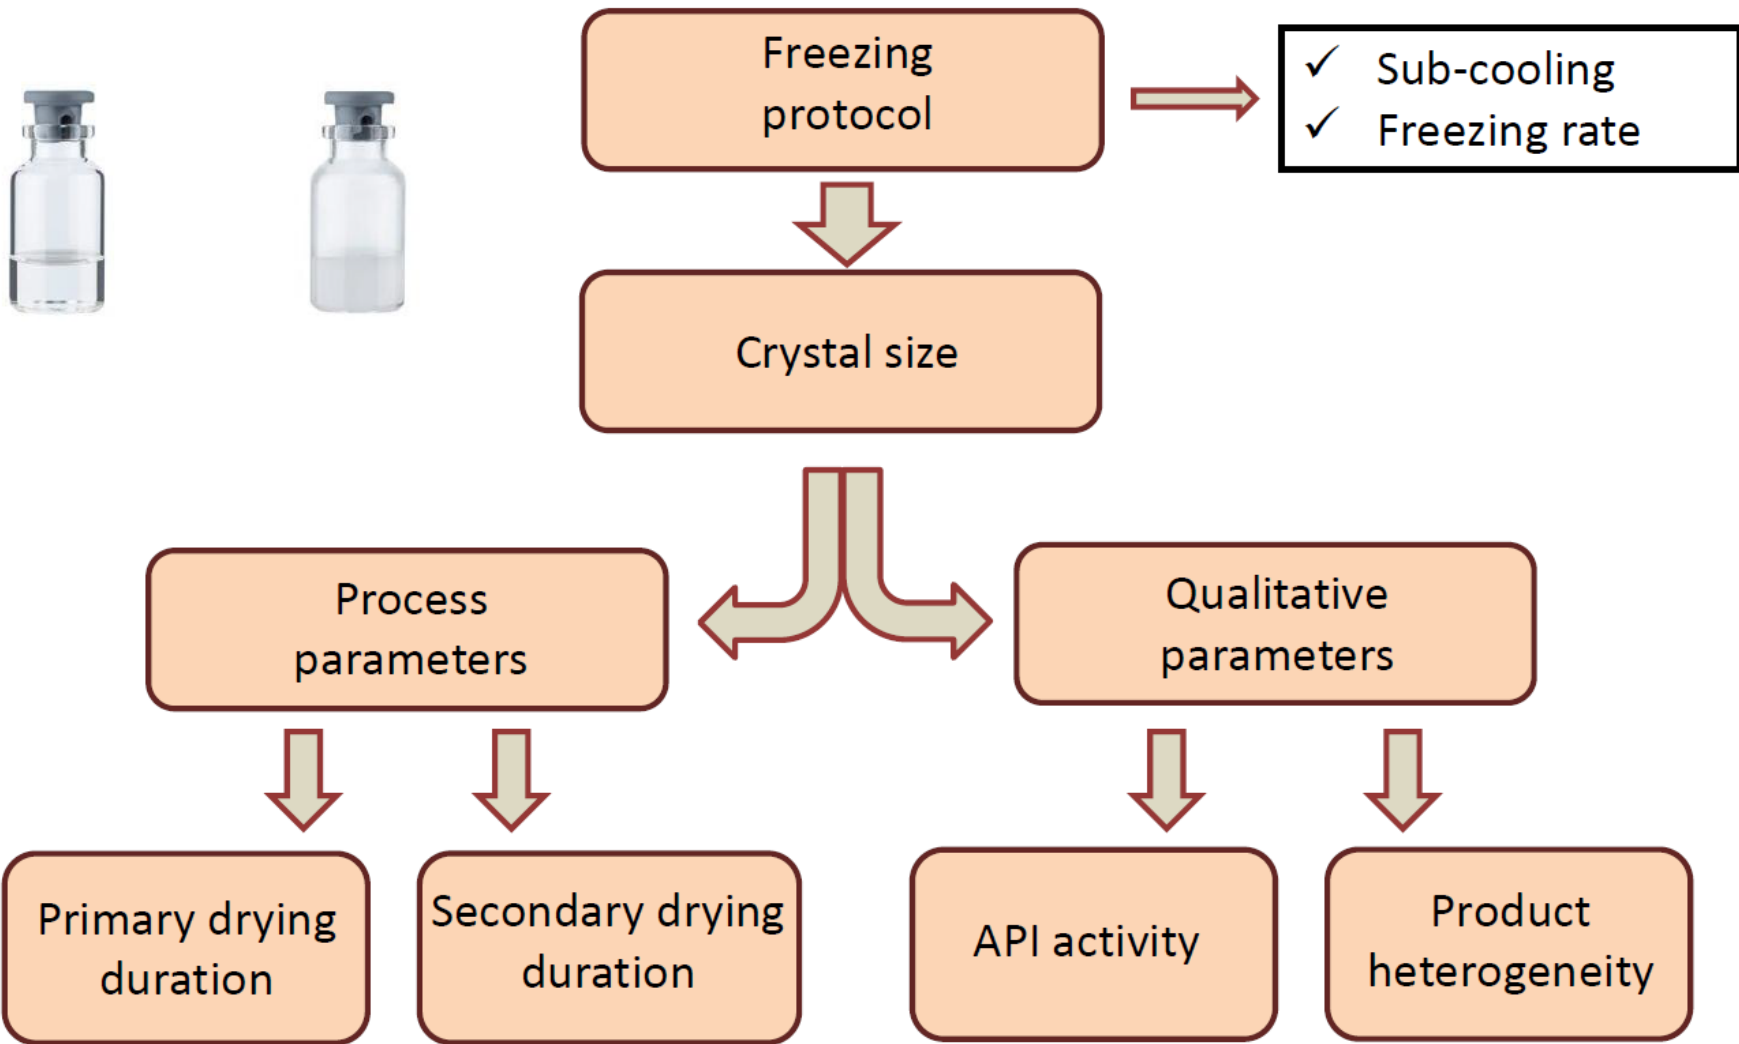 Freezing
protocol
✓ Sub-cooling
✓ Freezing rate
Crystal size
Process
parameters
Qualitative
parameters
Primary drying
duration
Secondary drying
duration
API activity
Product
heterogeneity